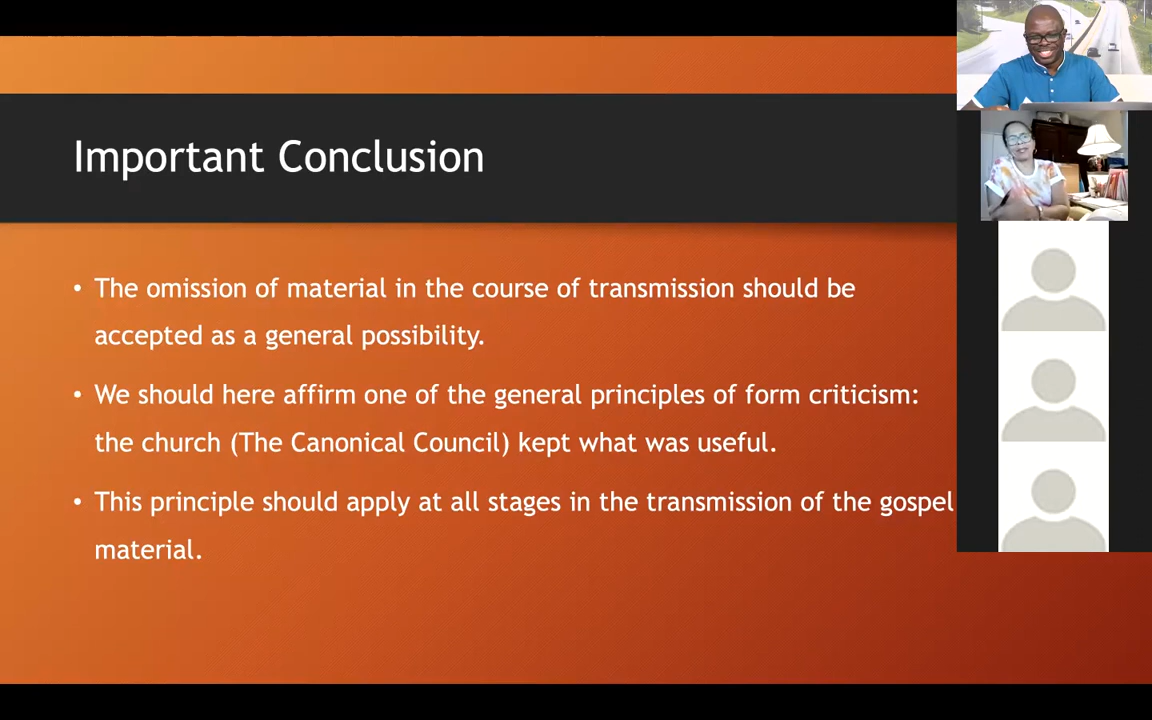 Important Conclusion
• The omission of material in the course of transmission should be
accepted as a general possibility.
• We should here affirm one of the general principles of form criticism:
the church (The Canonical Council) kept what was useful.
• This principle should apply at all stages in the transmission of the gospel
material.